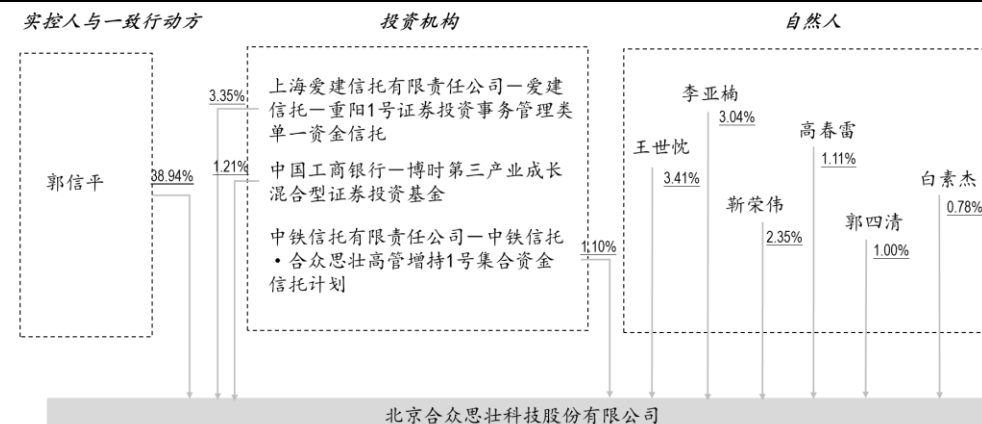 实控人与一致行动方
投资机构
自然人
郭信平
38.94%
3.35%
上海爱建信托有限责任公司－爱建
信托－重阳1号证券投资事务管理类
单一资金信托
1.21%
中国工商银行－博时第三产业成长
混合型证券投资基金
中铁信托有限责任公司－中铁信托
·合众思壮高管增持1号集合资金
信托计划
1.10%
李亚楠
3.04%
王世忱
3.41%
高春雷
1.11%
靳荣伟
2.35%
郭四清
1.00%
白素杰
0.78%
北京合众思壮科技股份有限公司